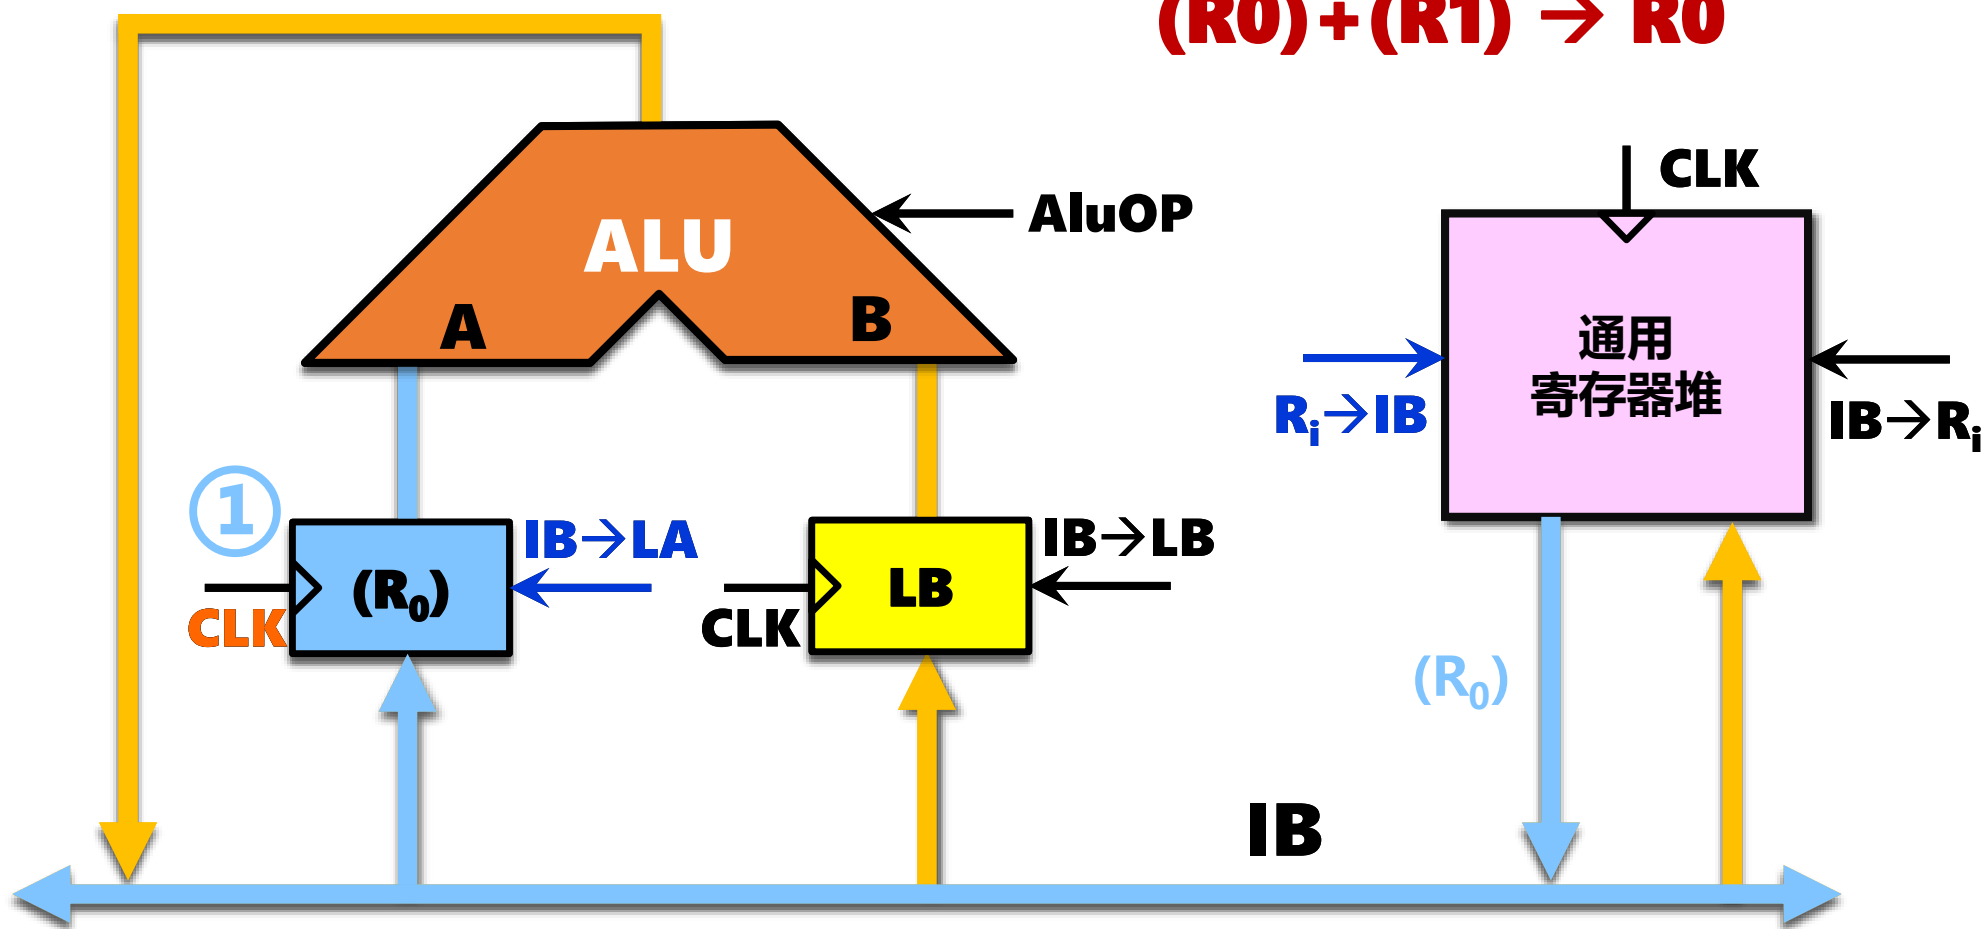 (R0)+(R1) → R0
CLK
AluOP
ALU
A
B
通用
寄存器堆
Ri→IB
IB→Ri
①
IB→LA
IB→LB
(R0)
LB
CLK
CLK
(R0)
IB